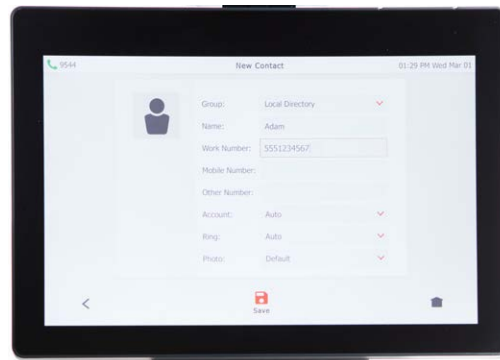 9544 New Contact 01:29 PM Wed Mar 01
Group: Local Directory
Name: Adam
Work Number: 5551234567
Mobile Number:
Other Number:
Account: Auto
Ring: Auto
Photo: Default
Save